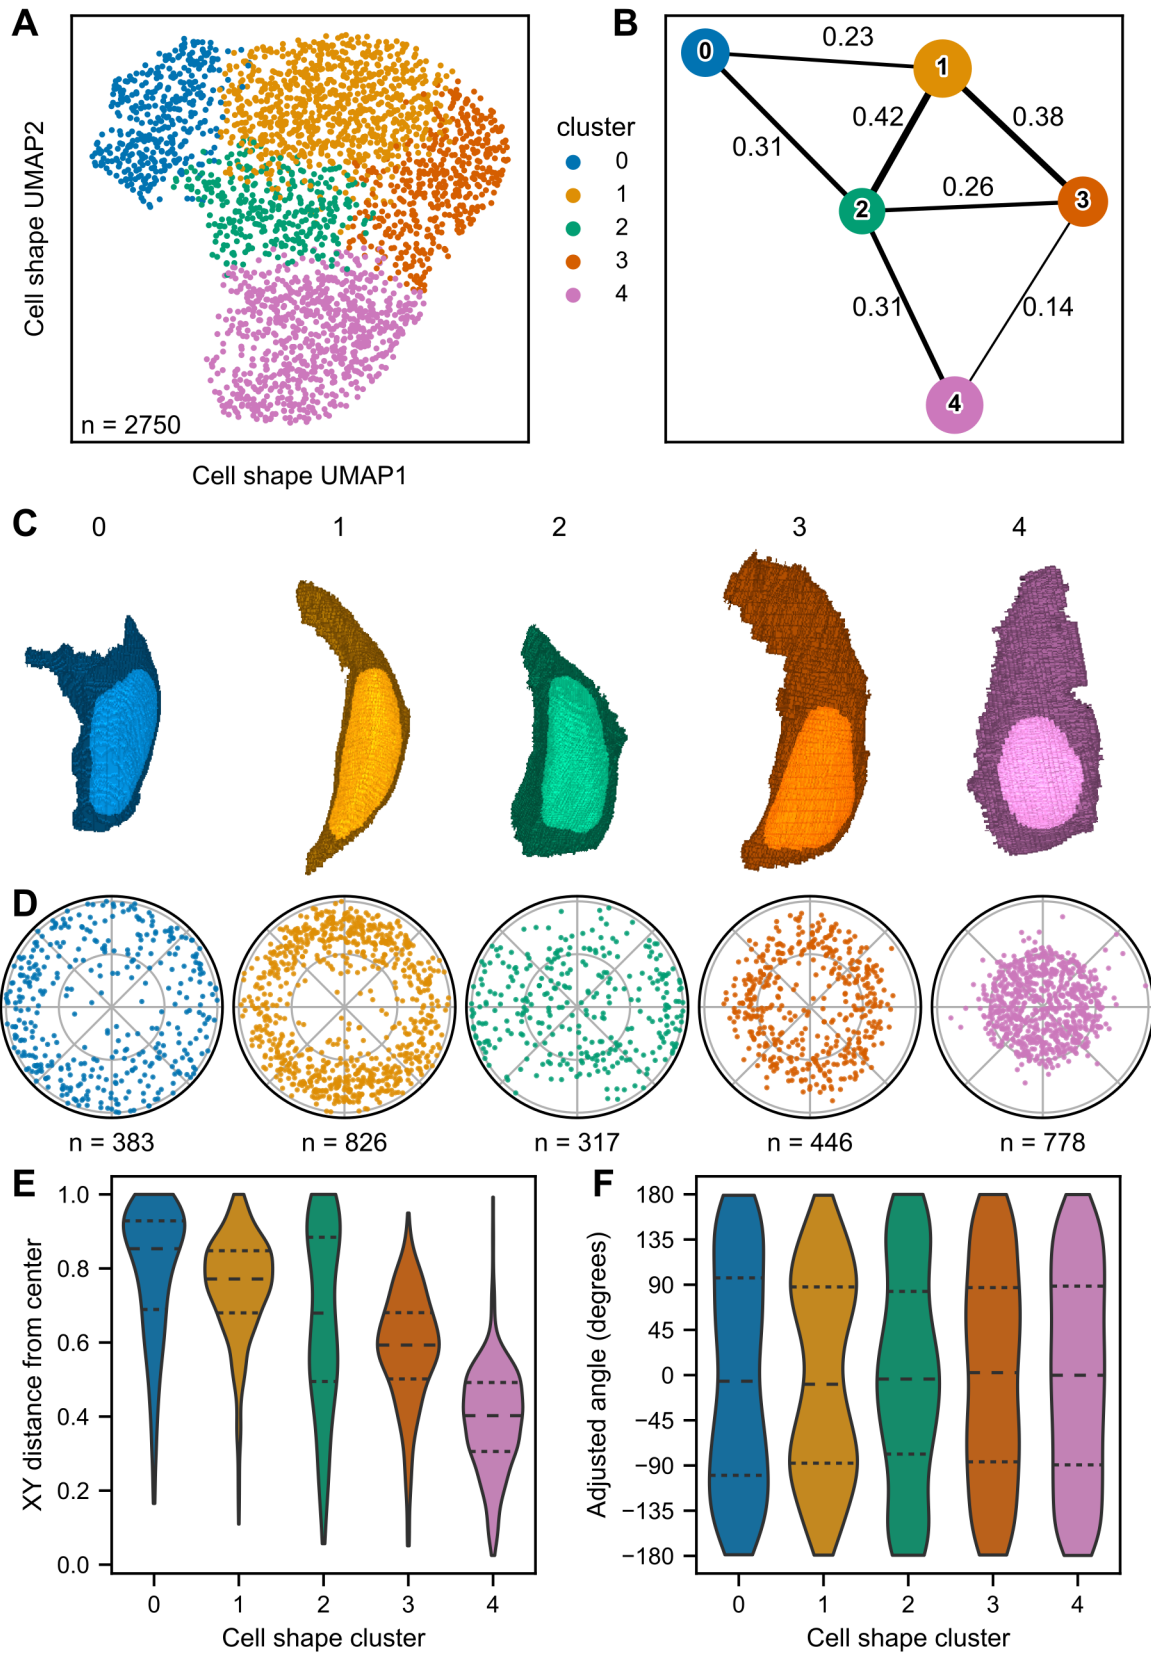 A
Cell shape UMAP2
n = 2750
Cell shape UMAP1
cluster
0
1
2
3
4
B
0
0.23
1
0.31
0.42
0.38
2
0.26
3
0.31
0.14
4
C
0 1 2 3 4
D
n = 383 n = 826 n = 317 n = 446 n = 778
E
XY distance from center
1.0
0.8
0.6
0.4
0.2
0.0
0 1 2 3 4
Cell shape cluster
F
Adjusted angle (degrees)
180
135
90
45
0
−45
−90
−135
−180
0 1 2 3 4
Cell shape cluster